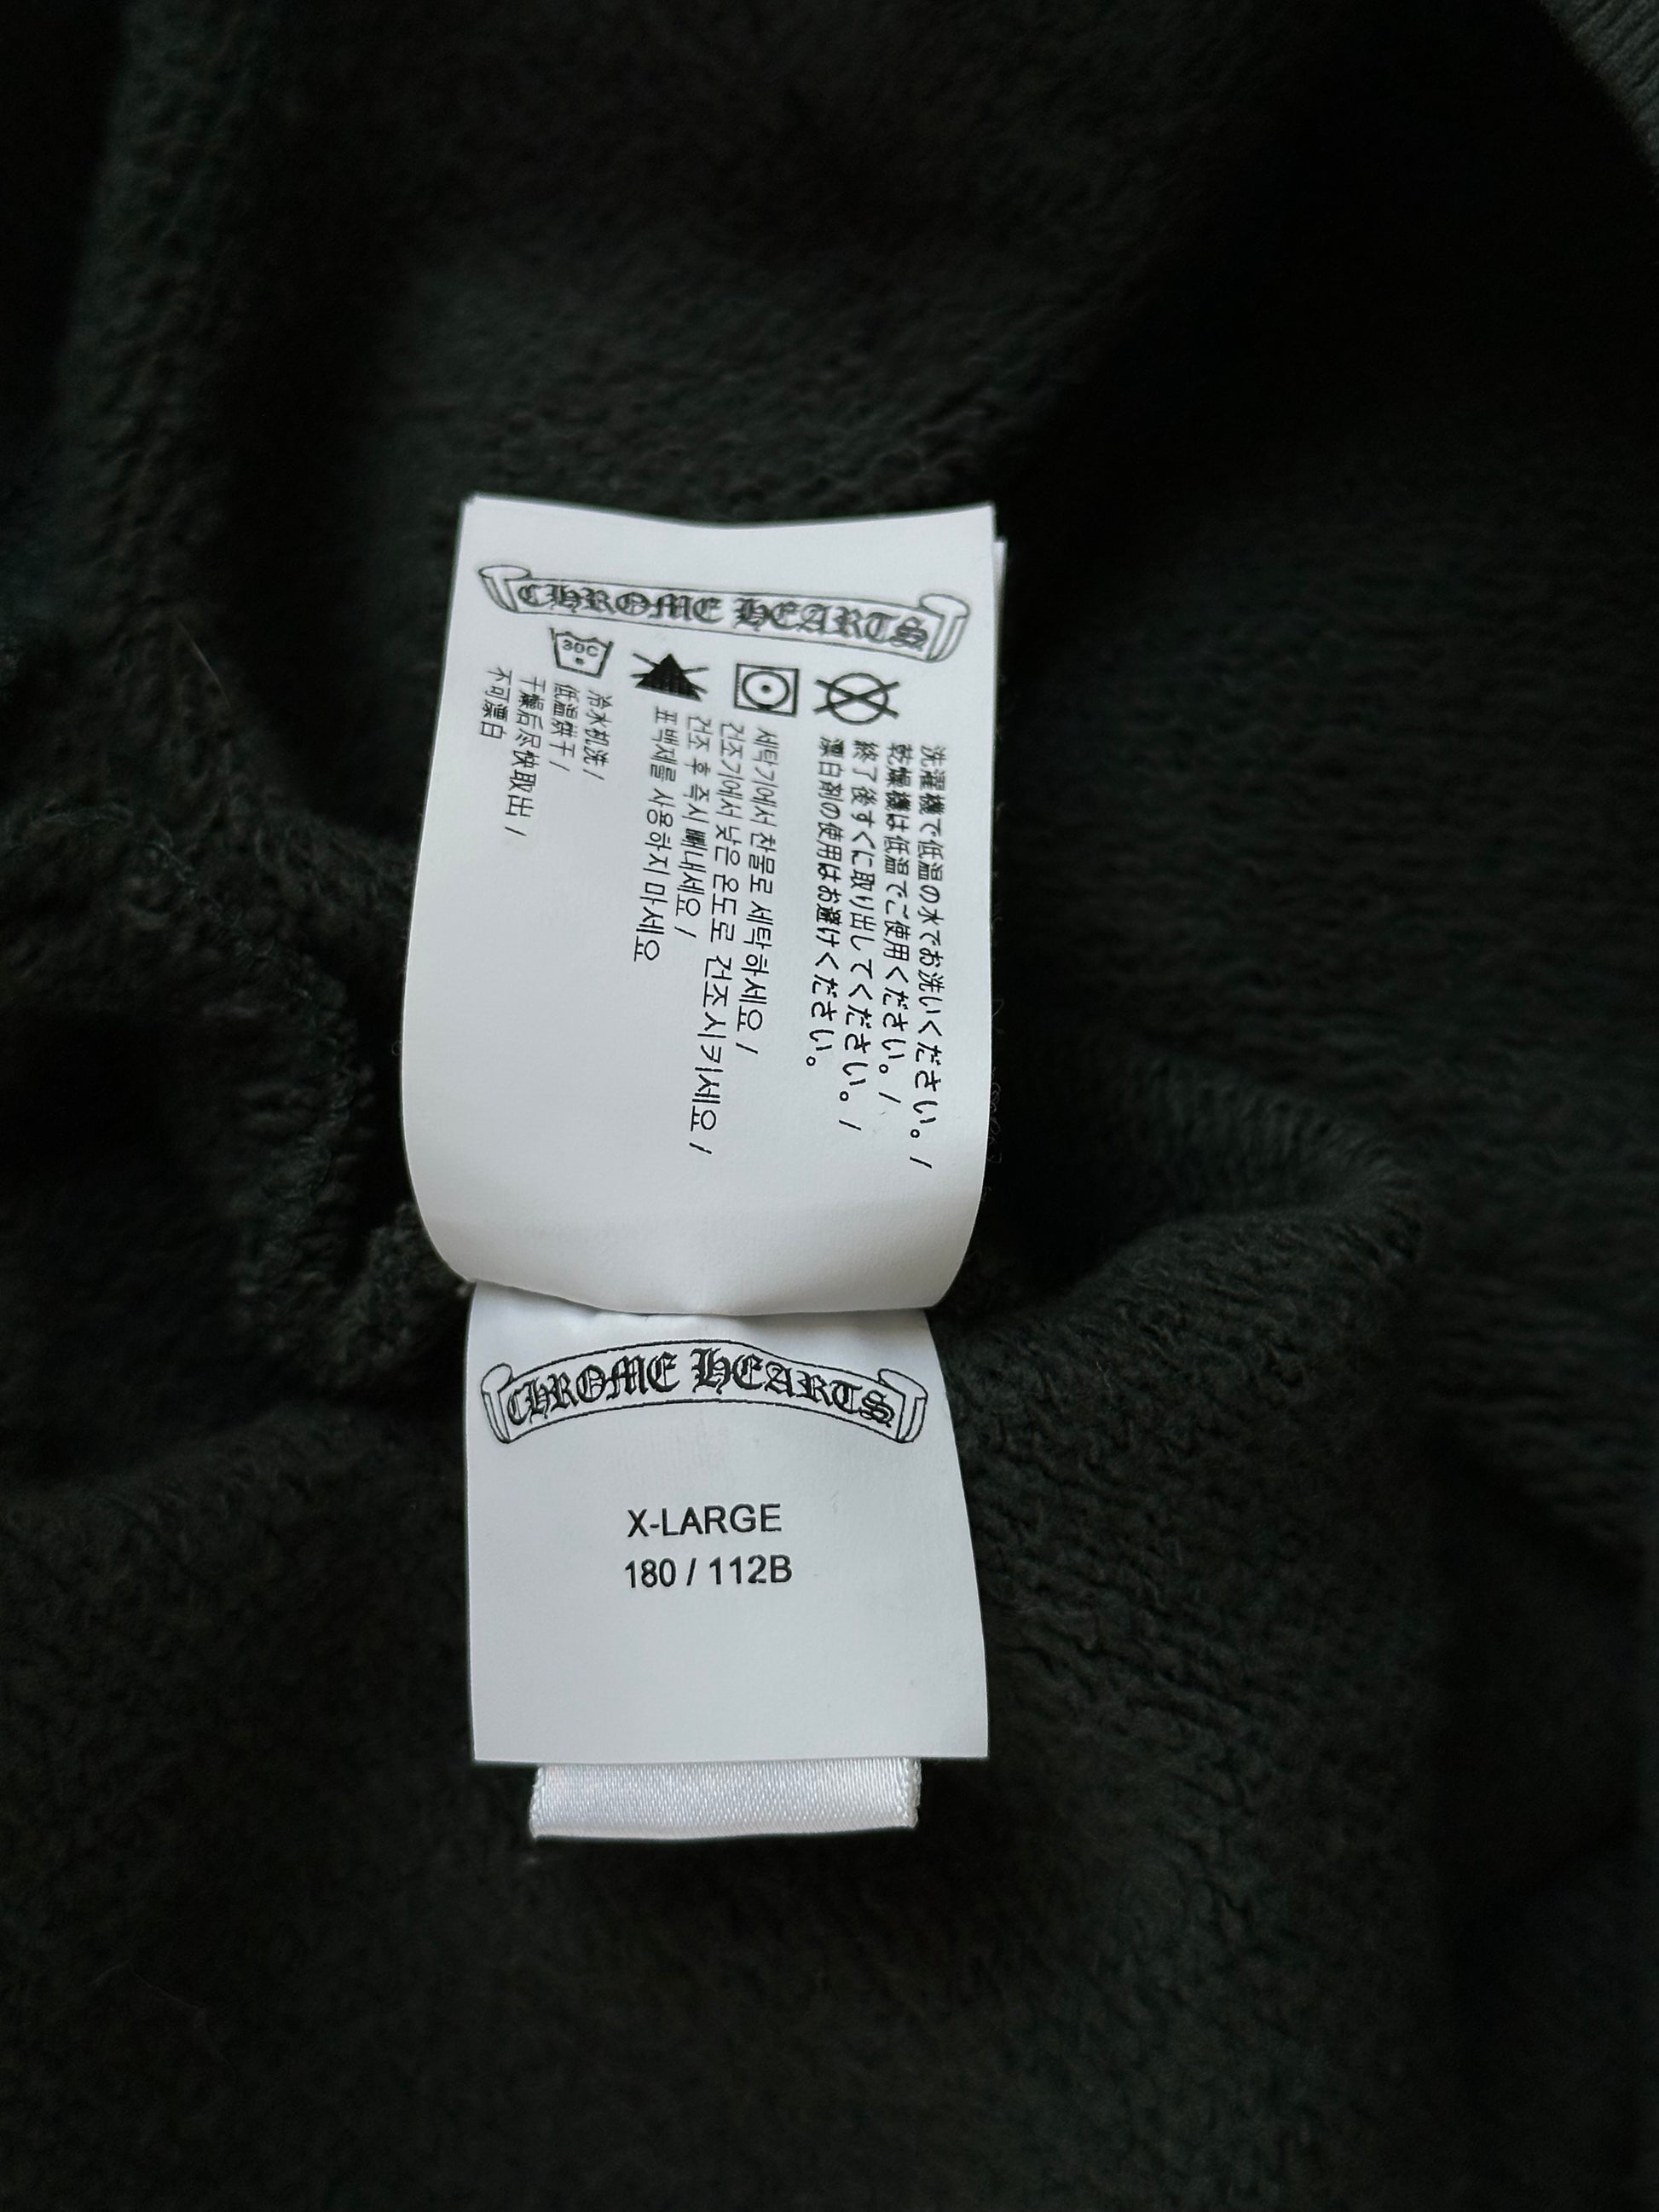 CHROME HEARTS
30C
洗濯機で低温の水でお洗いください。/
乾燥機は低温でご使用ください。/
終了後すぐに取り出してください。/
漂白剤の使用はお避けください。
세탁기에서 찬물로 세탁하세요 /
건조기에서 낮은 온도로 건조시키세요 /
건조 후 즉시 빼내세요 /
표백제를 사용하지 마세요
冷水机洗 /
低温烘干 /
干燥后尽快取出 /
不可漂白
CHROME HEARTS
X-LARGE
180 / 112B